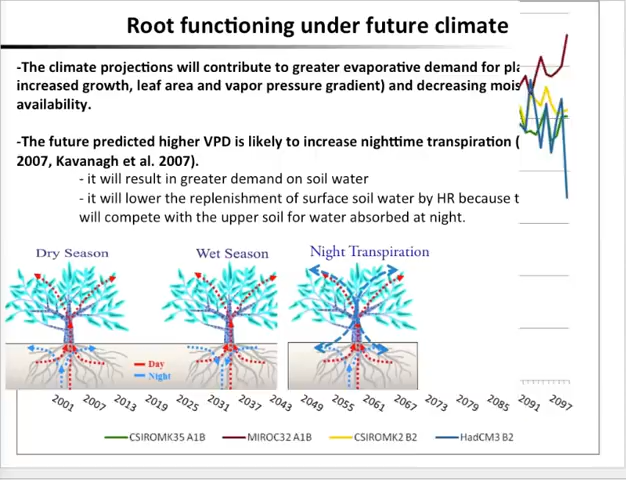 Root functioning under future climate
-The climate projections will contribute to greater evaporative demand for
increased growth, leaf area and vapor pressure gradient) and decreasing
availability.
-The future predicted higher VPD is likely to increase nighttime transpiration (
2007, Kavanagh et al. 2007).
- it will result in greater demand on soil water
- it will lower the replenishment of surface soil water by HR because
will compete with the upper soil for water absorbed at night.
Dry Season Wet Season Night Transpiration
Day
Night
2001 2007 2013 2019 2025 2031 2037 2043 2049 2055 2061 2067 2073 2079 2085 2091 2097
CSIROMK35 A1B MIROC32 A1B CSIROMK2 B2 HadCM3 B2